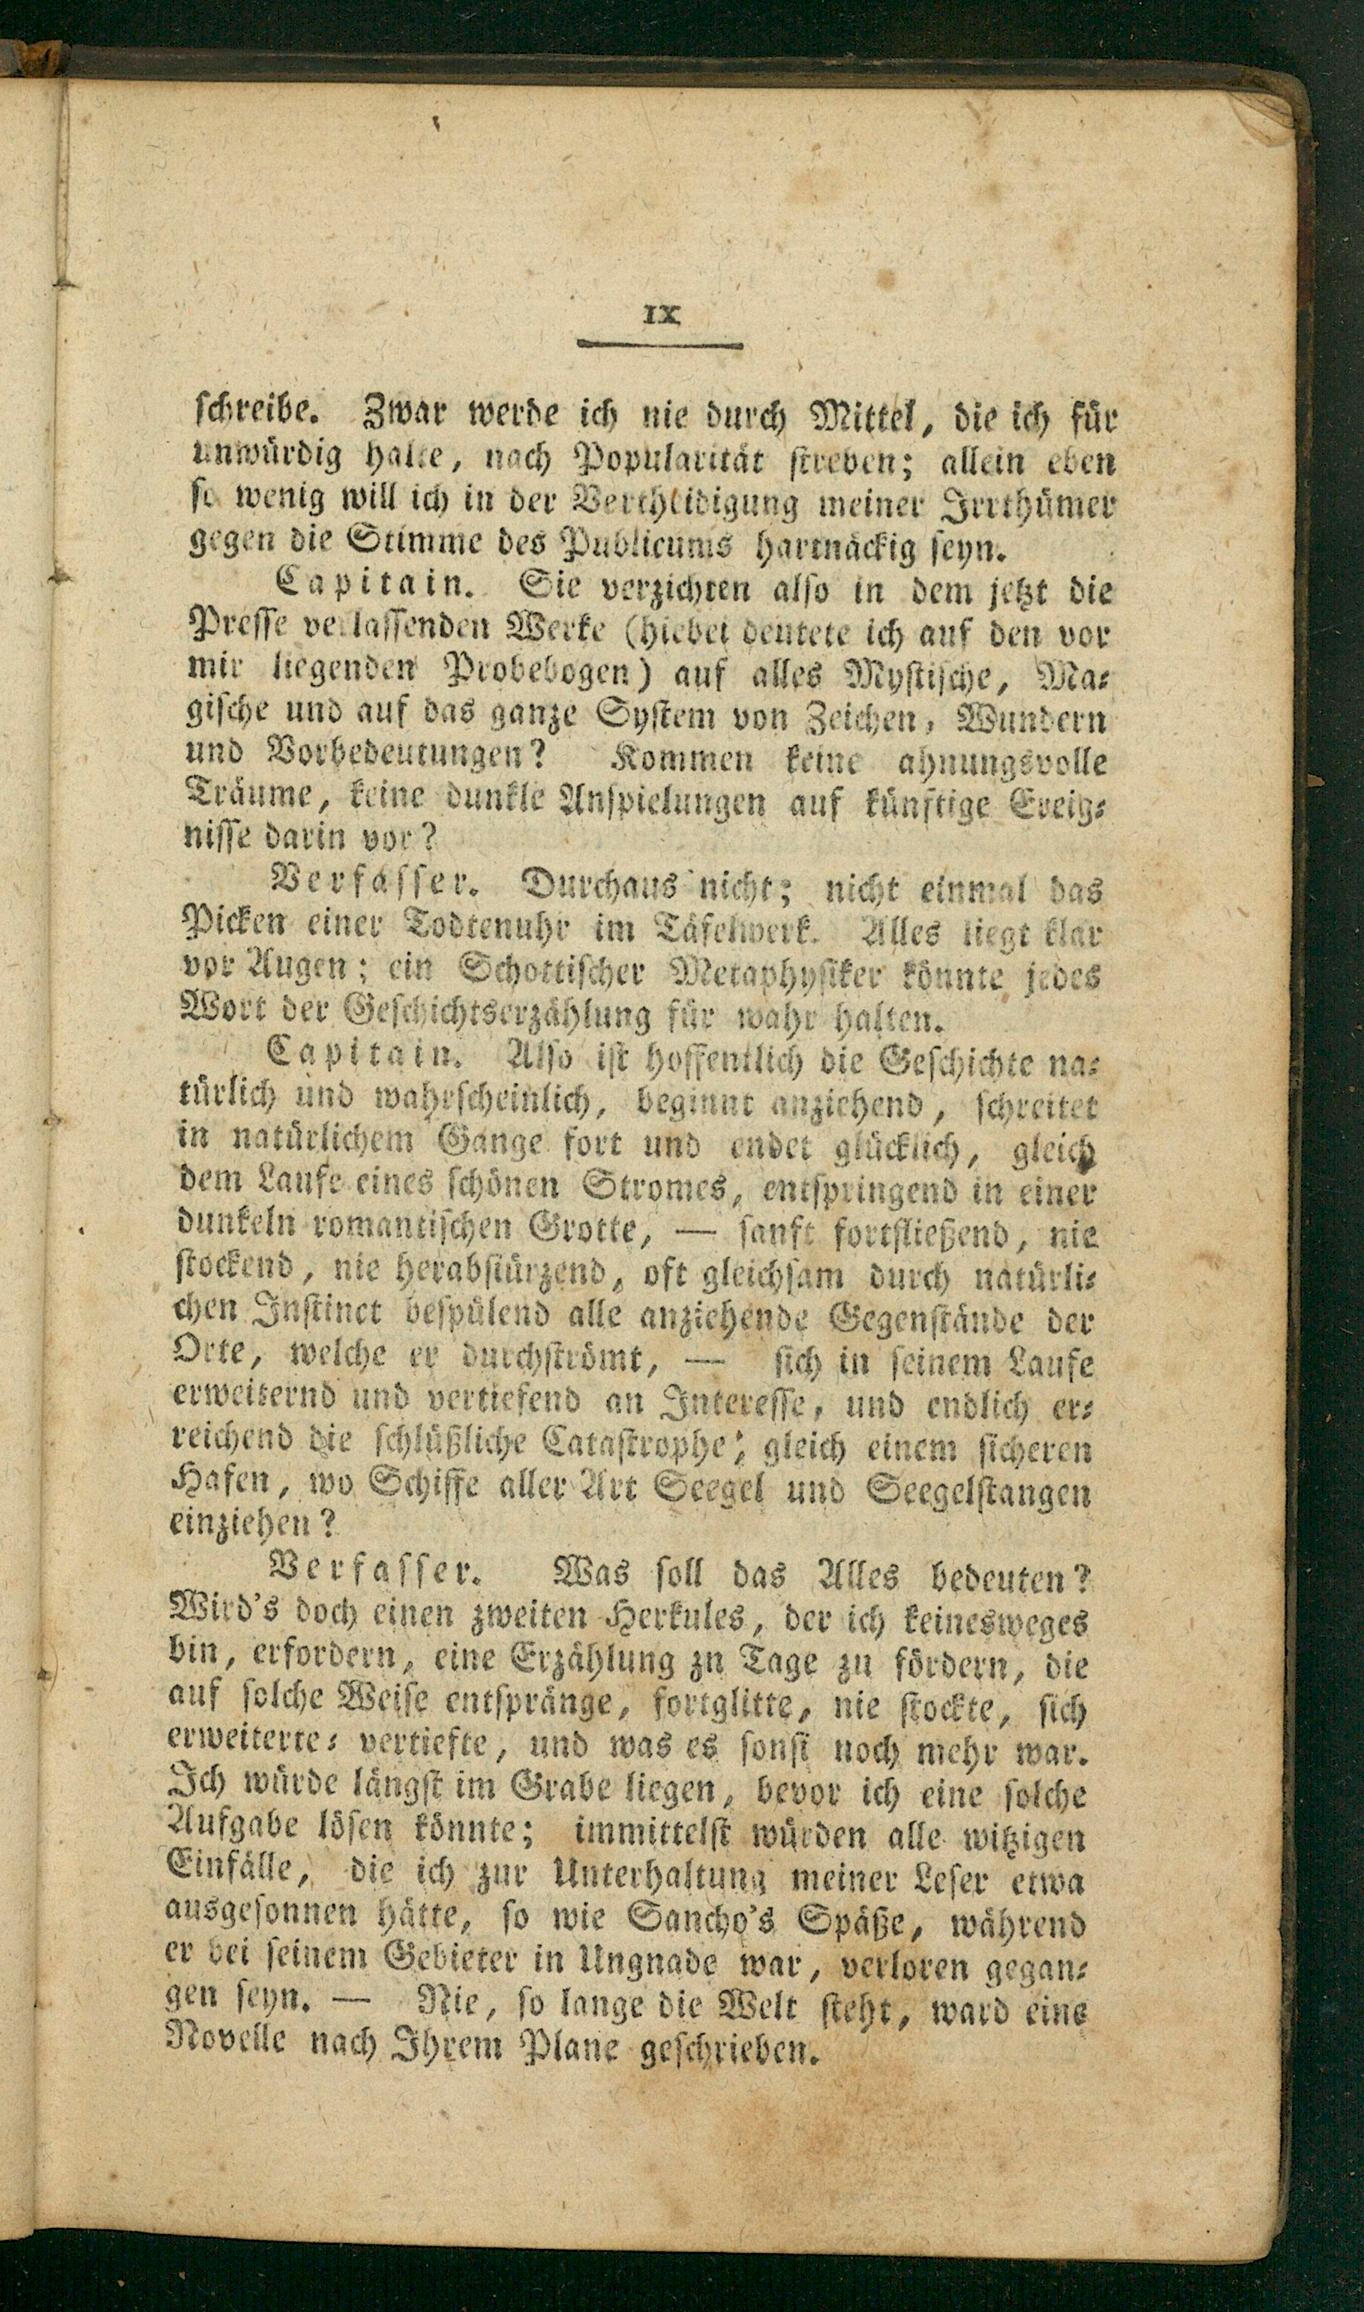 IX
schreibe. Zwar werde ich nie durch Mittel, die ich für
unwürdig halte, nach Popularität streben; allein eben
so wenig will ich in der Vertheidigung meiner Irrthümer
gegen die Stimme des Publicums hartnäckig seyn.
Capitain. Sie verzichten also in dem jetzt die
Presse verlassenden Werke (hiebei deutete ich auf den vor
mir liegenden Probebogen) auf alles Mystische, Ma-
gische und auf das ganze System von Zeichen, Wundern
und Vorbedeutungen? Kommen keine ahnungsvolle
Träume, keine dunkle Anspielungen auf künftige Ereig-
nisse darin vor?
Verfasser. Durchaus nicht; nicht einmal das
Picken einer Todtenuhr im Täfelwerk. Alles liegt klar
vor Augen; ein Schottischer Metaphysiker könnte jedes
Wort der Geschichtserzählung für wahr halten.
Capitain. Also ist hoffentlich die Geschichte na-
türlich und wahrscheinlich, beginnt anziehend, schreitet
in natürlichem Gange fort und endet glücklich, gleich
dem Laufe eines schönen Stromes, entspringend in einer
dunkeln romantischen Grotte, — sanft fortfließend, nie
stockend, nie herabstürzend, oft gleichsam durch natürli-
chen Instinct bespülend alle anziehende Gegenstände der
Orte, welche er durchströmt, — sich in seinem Laufe
erweiternd und vertiefend an Interesse, und endlich er-
reichend die schlüßliche Catastrophe, gleich einem sicheren
Hafen, wo Schiffe aller Art Seegel und Seegelstangen
einziehen?
Verfasser. Was soll das Alles bedeuten?
Wird's doch einen zweiten Herkules, der ich keinesweges
bin, erfordern, eine Erzählung zu Tage zu fördern, die
auf solche Weise entspränge, fortglitte, nie stockte, sich
erweiterte- vertiefte, und was es sonst noch mehr war.
Ich würde längst im Grabe liegen, bevor ich eine solche
Aufgabe lösen könnte; immittelst würden alle witzigen
Einfälle, die ich zur Unterhaltung meiner Leser etwa
ausgesonnen hätte, so wie Sancho's Späße, während
er bei seinem Gebieter in Ungnade war, verloren gegan-
gen seyn. — Nie, so lange die Welt steht, ward eine
Novelle nach Ihrem Plane geschrieben.